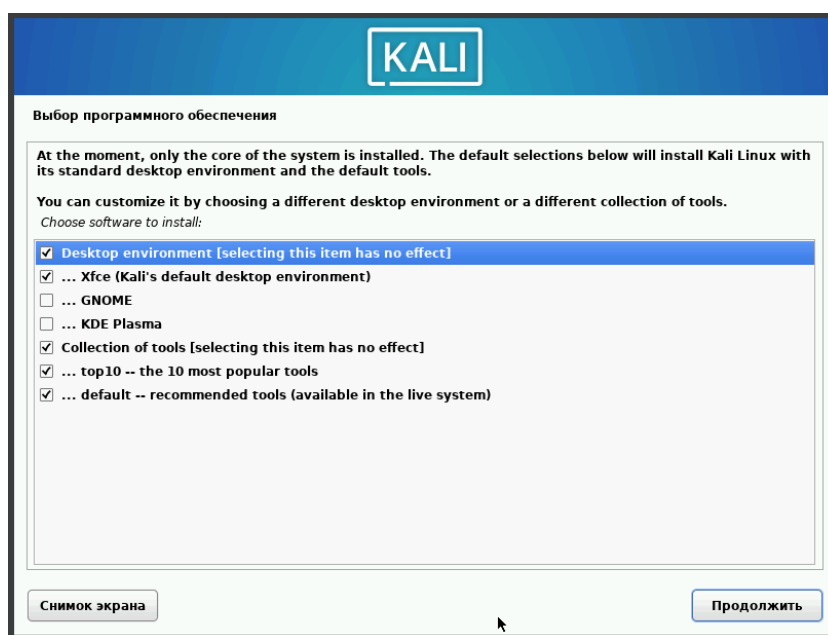 KALI
Выбор программного обеспечения
At the moment, only the core of the system is installed. The default selections below will install Kali Linux with
its standard desktop environment and the default tools.
You can customize it by choosing a different desktop environment or a different collection of tools.
Choose software to install:
Desktop environment [selecting this item has no effect]
... Xfce (Kali's default desktop environment)
... GNOME
... KDE Plasma
Collection of tools [selecting this item has no effect]
... top10 -- the 10 most popular tools
... default -- recommended tools (available in the live system)
Снимок экрана
Продолжить